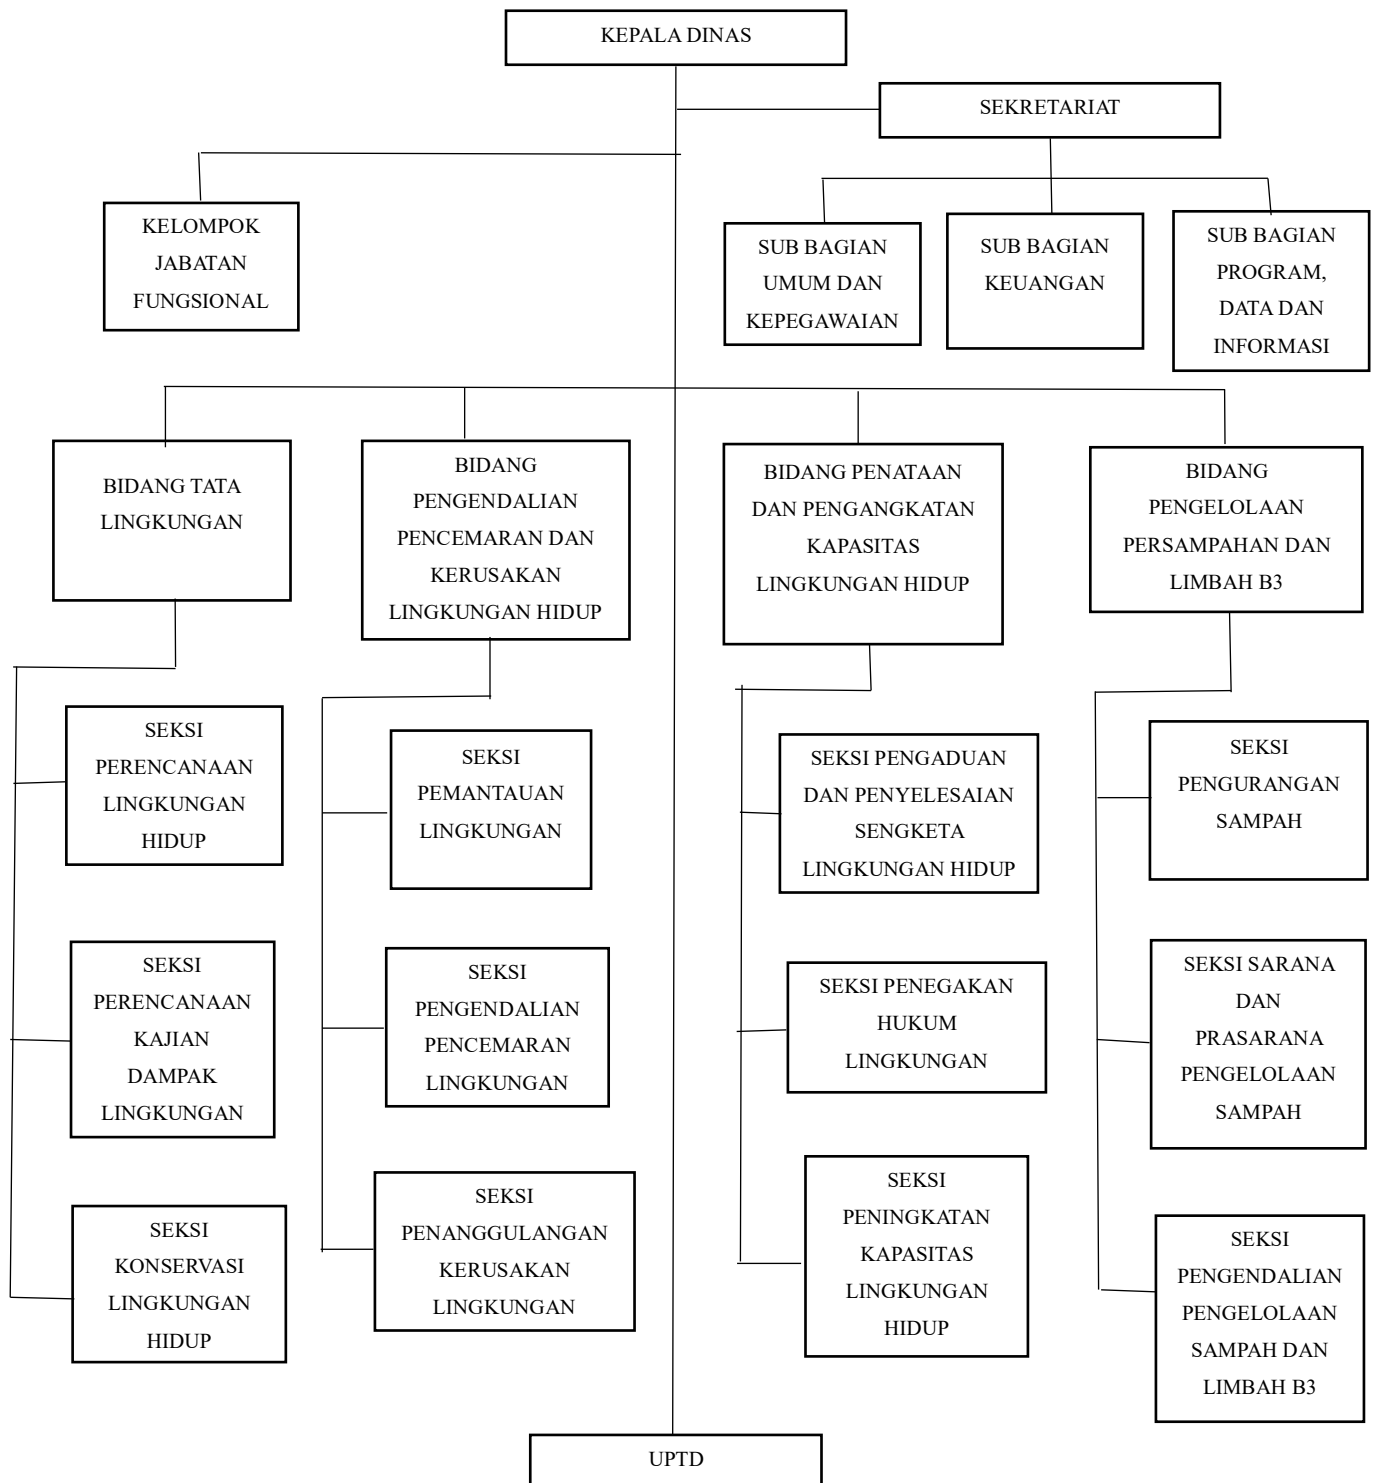 KEPALA DINAS
SEKRETARIAT
KELOMPOK
JABATAN
FUNGSIONAL
SUB BAGIAN
UMUM DAN
KEPEGAWAIAN
SUB BAGIAN
KEUANGAN
SUB BAGIAN
PROGRAM,
DATA DAN
INFORMASI
BIDANG TATA
LINGKUNGAN
BIDANG
PENGENDALIAN
PENCEMARAN DAN
KERUSAKAN
LINGKUNGAN HIDUP
BIDANG PENATAAN
DAN PENGANGKATAN
KAPASITAS
LINGKUNGAN HIDUP
BIDANG
PENGELOLAAN
PERSAMPAHAN DAN
LIMBAH B3
SEKSI
PERENCANAAN
LINGKUNGAN
HIDUP
SEKSI
PEMANTAUAN
LINGKUNGAN
SEKSI PENGADUAN
DAN PENYELESAIAN
SENGKETA
LINGKUNGAN HIDUP
SEKSI
PENGURANGAN
SAMPAH
SEKSI
PERENCANAAN
KAJIAN
DAMPAK
LINGKUNGAN
SEKSI
PENGENDALIAN
PENCEMARAN
LINGKUNGAN
SEKSI PENEGAKAN
HUKUM
LINGKUNGAN
SEKSI SARANA
DAN
PRASARANA
PENGELOLAAN
SAMPAH
SEKSI
KONSERVASI
LINGKUNGAN
HIDUP
SEKSI
PENANGGULANGAN
KERUSAKAN
LINGKUNGAN
SEKSI
PENINGKATAN
KAPASITAS
LINGKUNGAN
HIDUP
SEKSI
PENGENDALIAN
PENGELOLAAN
SAMPAH DAN
LIMBAH B3
UPTD